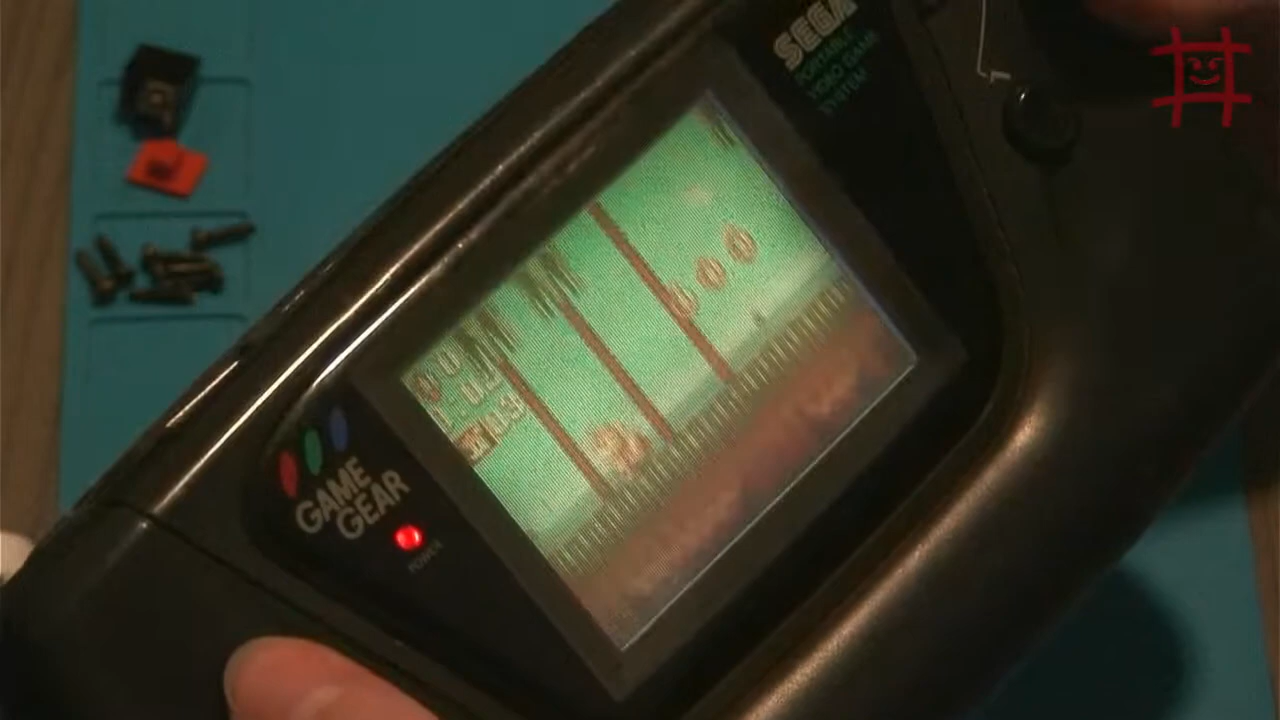 SEGA
PORTABLE
VIDEO GAME
SYSTEM
GAME
GEAR
POWER